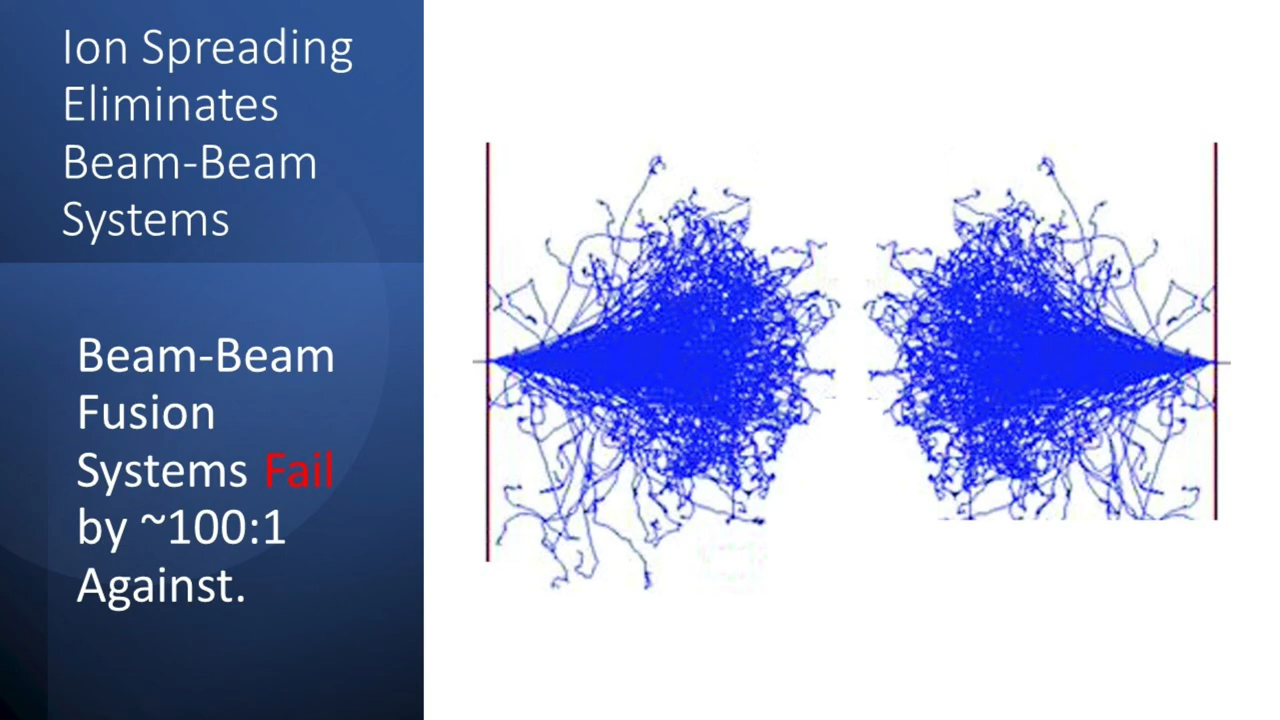 Ion Spreading
Eliminates
Beam-Beam
Systems
Beam-Beam
Fusion
Systems Fail
by ~100:1
Against.